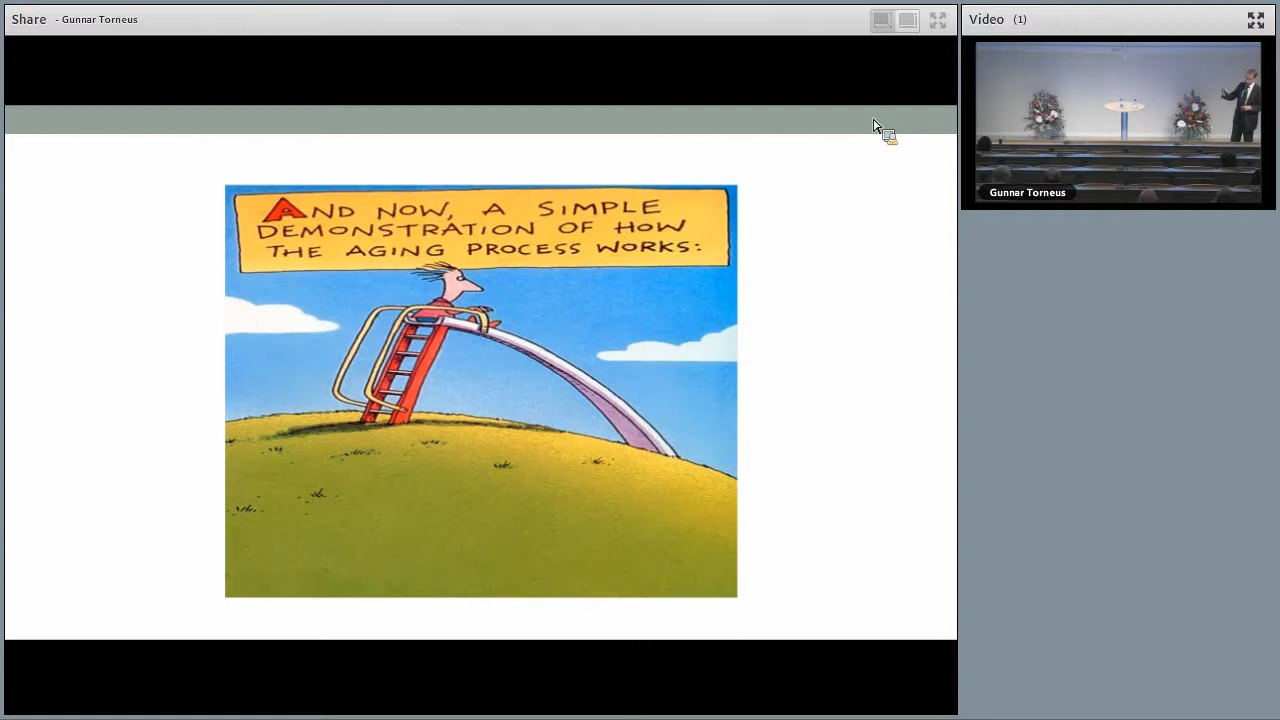 Share - Gunnar Torneus
Video (1)
AND NOW, A SIMPLE
DEMONSTRATION OF HOW
THE AGING PROCESS WORKS:
Gunnar Torneus